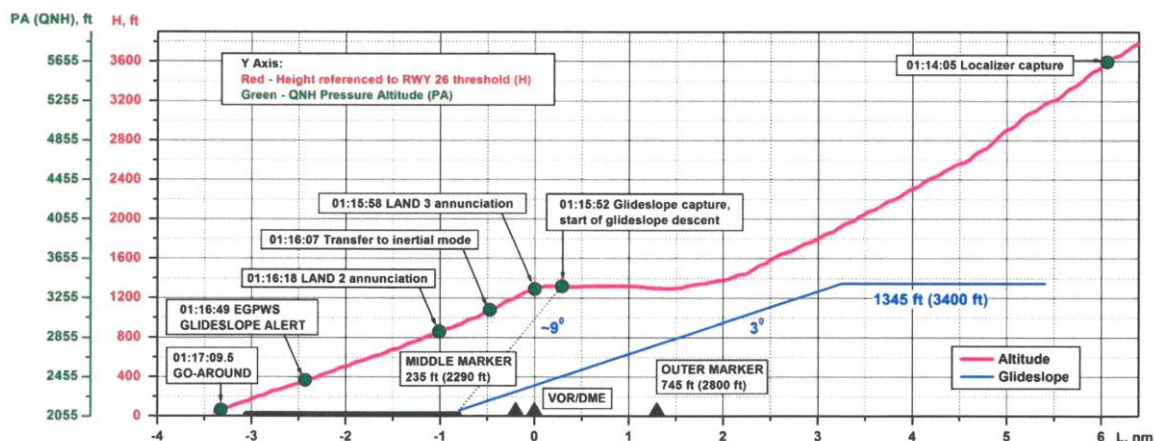 PA (QNH), ft
H, ft
Y Axis:
Red - Height referenced to RWY 26 threshold (H)
Green - QNH Pressure Altitude (PA)
5655
5255
4855
4455
4055
3655
3255
2855
2455
2055
3600
3200
2800
2400
2000
1600
1200
800
400
0
01:14:05 Localizer capture
01:15:58 LAND 3 annunciation
01:15:52 Glideslope capture,
start of glideslope descent
01:16:07 Transfer to inertial mode
01:16:18 LAND 2 annunciation
01:16:49 EGPWS
GLIDESLOPE ALERT
01:17:09.5
GO-AROUND
MIDDLE MARKER
235 ft (2290 ft)
~9°
3°
1345 ft (3400 ft)
OUTER MARKER
745 ft (2800 ft)
VOR/DME
Altitude
Glideslope
-4
-3
-2
-1
0
1
2
3
4
5
6
L, nm